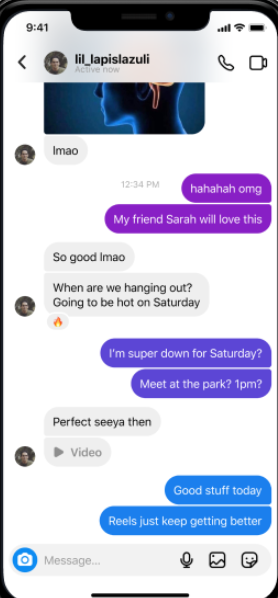 9:41
lil_lapislazuli
Active now
lmao
12:34 PM
hahahah omg
My friend Sarah will love this
So good lmao
When are we hanging out?
Going to be hot on Saturday
🔥
I'm super down for Saturday?
Meet at the park? 1pm?
Perfect seeya then
Video
Good stuff today
Reels just keep getting better
Message...